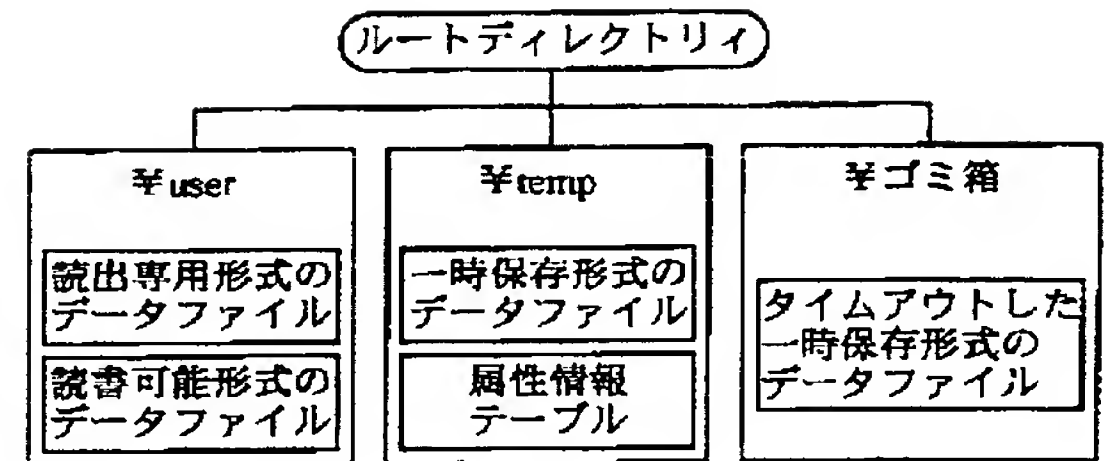 ルートディレクトリィ
¥user
読出専用形式の
データファイル
読書可能形式の
データファイル
¥temp
一時保存形式の
データファイル
属性情報
テーブル
¥ゴミ箱
タイムアウトした
一時保存形式の
データファイル